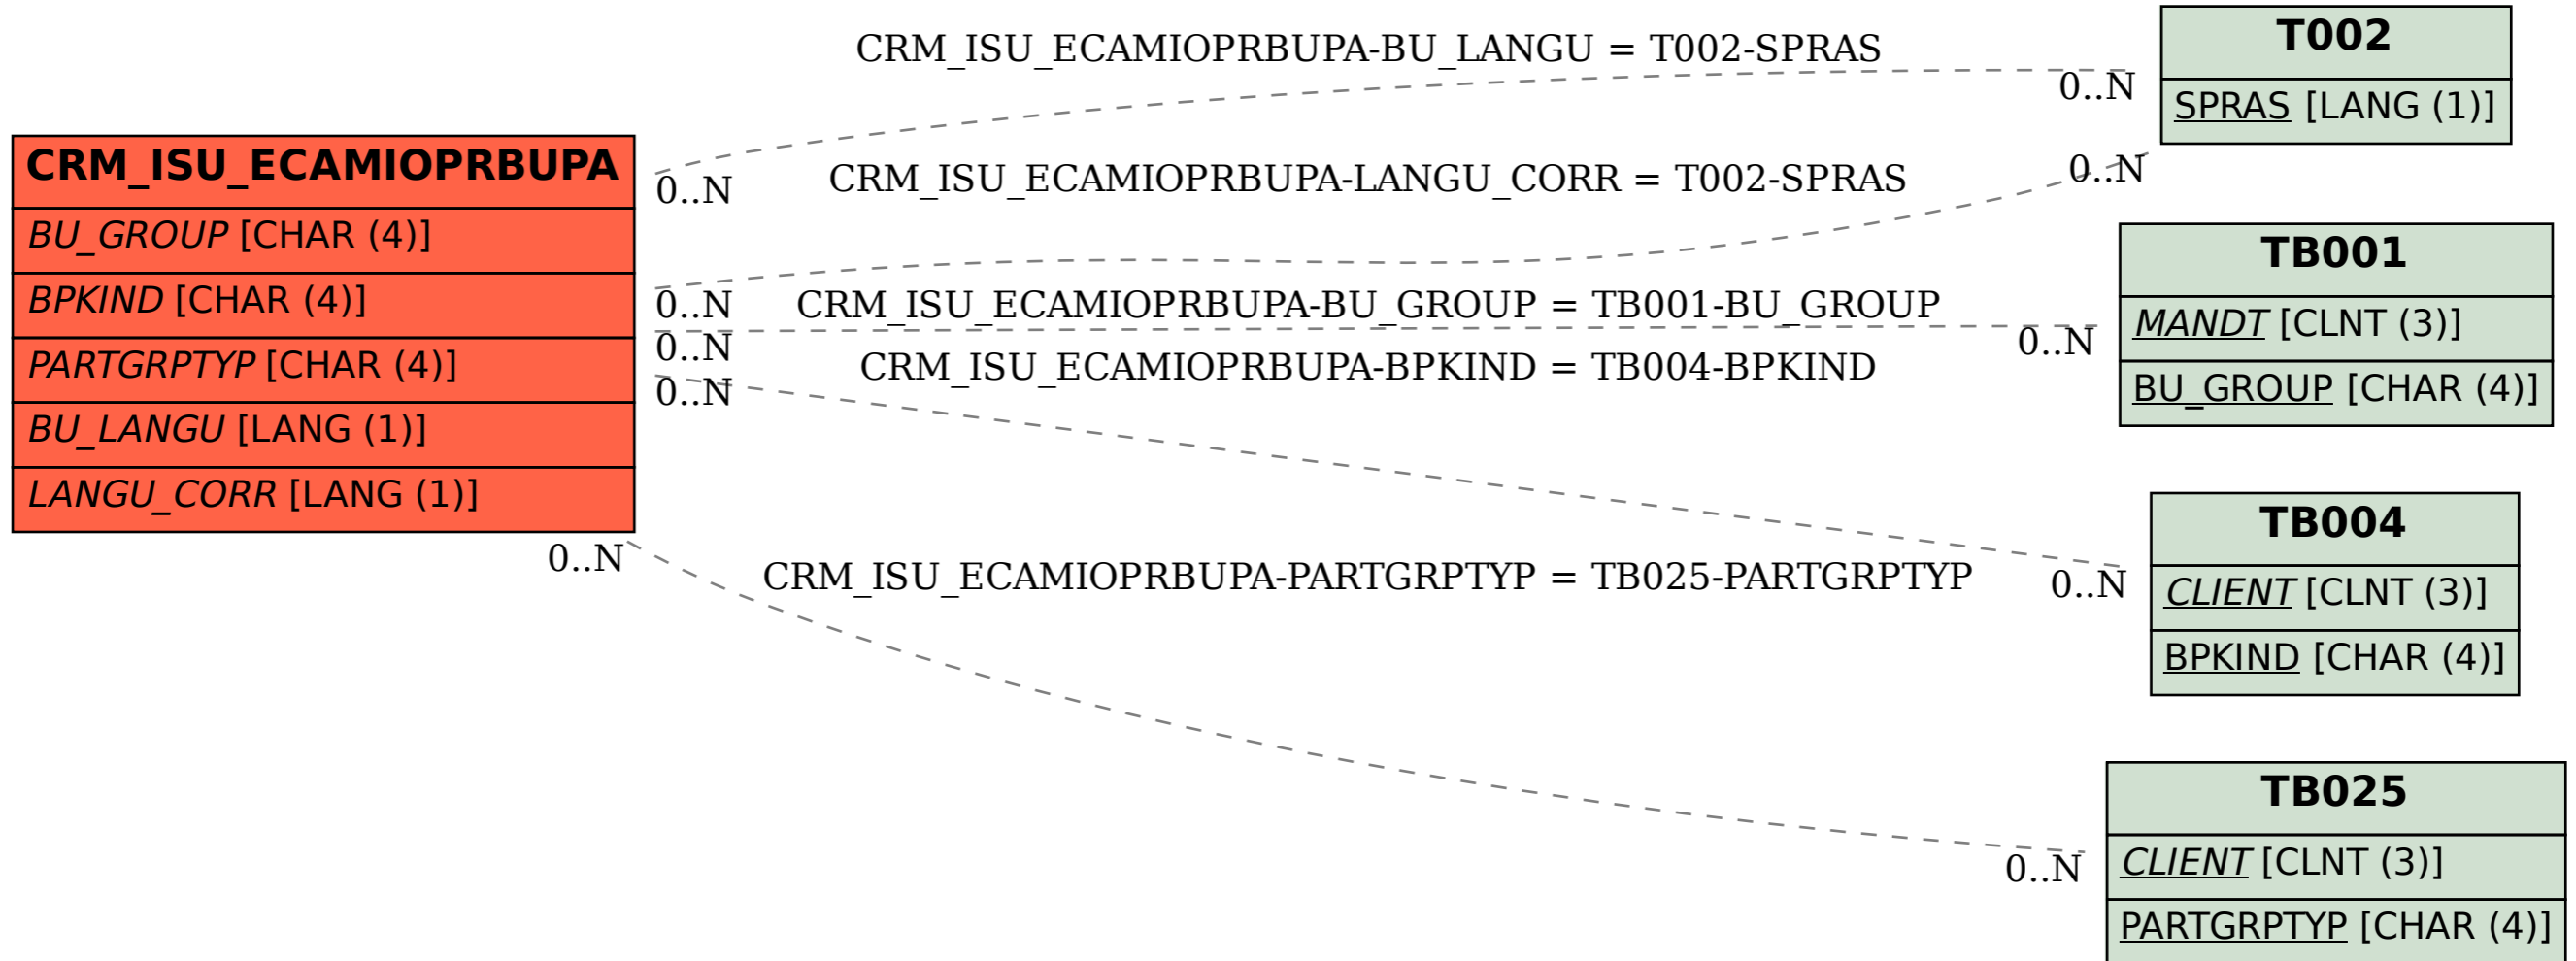 CRM_ISU_ECAMIOPRBUPA
BU_GROUP [CHAR (4)]
BPKIND [CHAR (4)]
PARTGRPTYP [CHAR (4)]
BU_LANGU [LANG (1)]
LANGU_CORR [LANG (1)]
CRM_ISU_ECAMIOPRBUPA-BU_LANGU = T002-SPRAS
0..N
0..N
CRM_ISU_ECAMIOPRBUPA-LANGU_CORR = T002-SPRAS
0..N
0..N
CRM_ISU_ECAMIOPRBUPA-BU_GROUP = TB001-BU_GROUP
0..N
0..N
CRM_ISU_ECAMIOPRBUPA-BPKIND = TB004-BPKIND
0..N
0..N
CRM_ISU_ECAMIOPRBUPA-PARTGRPTYP = TB025-PARTGRPTYP
0..N
0..N
T002
SPRAS [LANG (1)]
TB001
MANDT [CLNT (3)]
BU_GROUP [CHAR (4)]
TB004
CLIENT [CLNT (3)]
BPKIND [CHAR (4)]
TB025
CLIENT [CLNT (3)]
PARTGRPTYP [CHAR (4)]